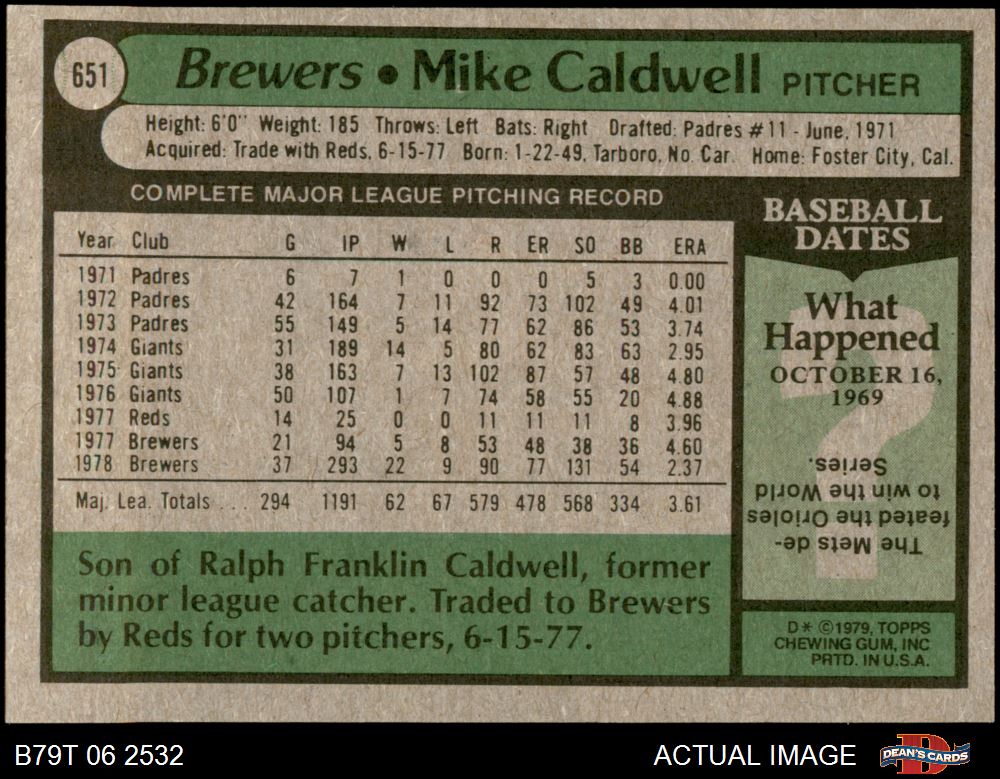 651
Brewers • Mike Caldwell PITCHER
Height: 6'0" Weight: 185 Throws: Left Bats: Right Drafted: Padres #11 - June, 1971
Acquired: Trade with Reds, 6-15-77 Born: 1-22-49, Tarboro, No. Car. Home: Foster City, Cal.
COMPLETE MAJOR LEAGUE PITCHING RECORD
Year Club G IP W L R ER SO BB ERA
1971 Padres 6 7 1 0 0 0 5 3 0.00
1972 Padres 42 164 7 11 92 73 102 49 4.01
1973 Padres 55 149 5 14 77 62 86 53 3.74
1974 Giants 31 189 14 5 80 62 83 63 2.95
1975 Giants 38 163 7 13 102 87 57 48 4.80
1976 Giants 50 107 1 7 74 58 55 20 4.88
1977 Reds 14 25 0 0 11 11 11 8 3.96
1977 Brewers 21 94 5 8 53 48 38 36 4.60
1978 Brewers 37 293 22 9 90 77 131 54 2.37
Maj. Lea. Totals ... 294 1191 62 67 579 478 568 334 3.61
Son of Ralph Franklin Caldwell, former
minor league catcher. Traded to Brewers
by Reds for two pitchers, 6-15-77.
BASEBALL
DATES
What
Happened
OCTOBER 16,
1969
?
The Mets de-
feated the Orioles
to win the World
Series.
D* ©1979, TOPPS
CHEWING GUM, INC
PRTD. IN U.S.A.
B79T 06 2532
ACTUAL IMAGE
DEAN'S CARDS